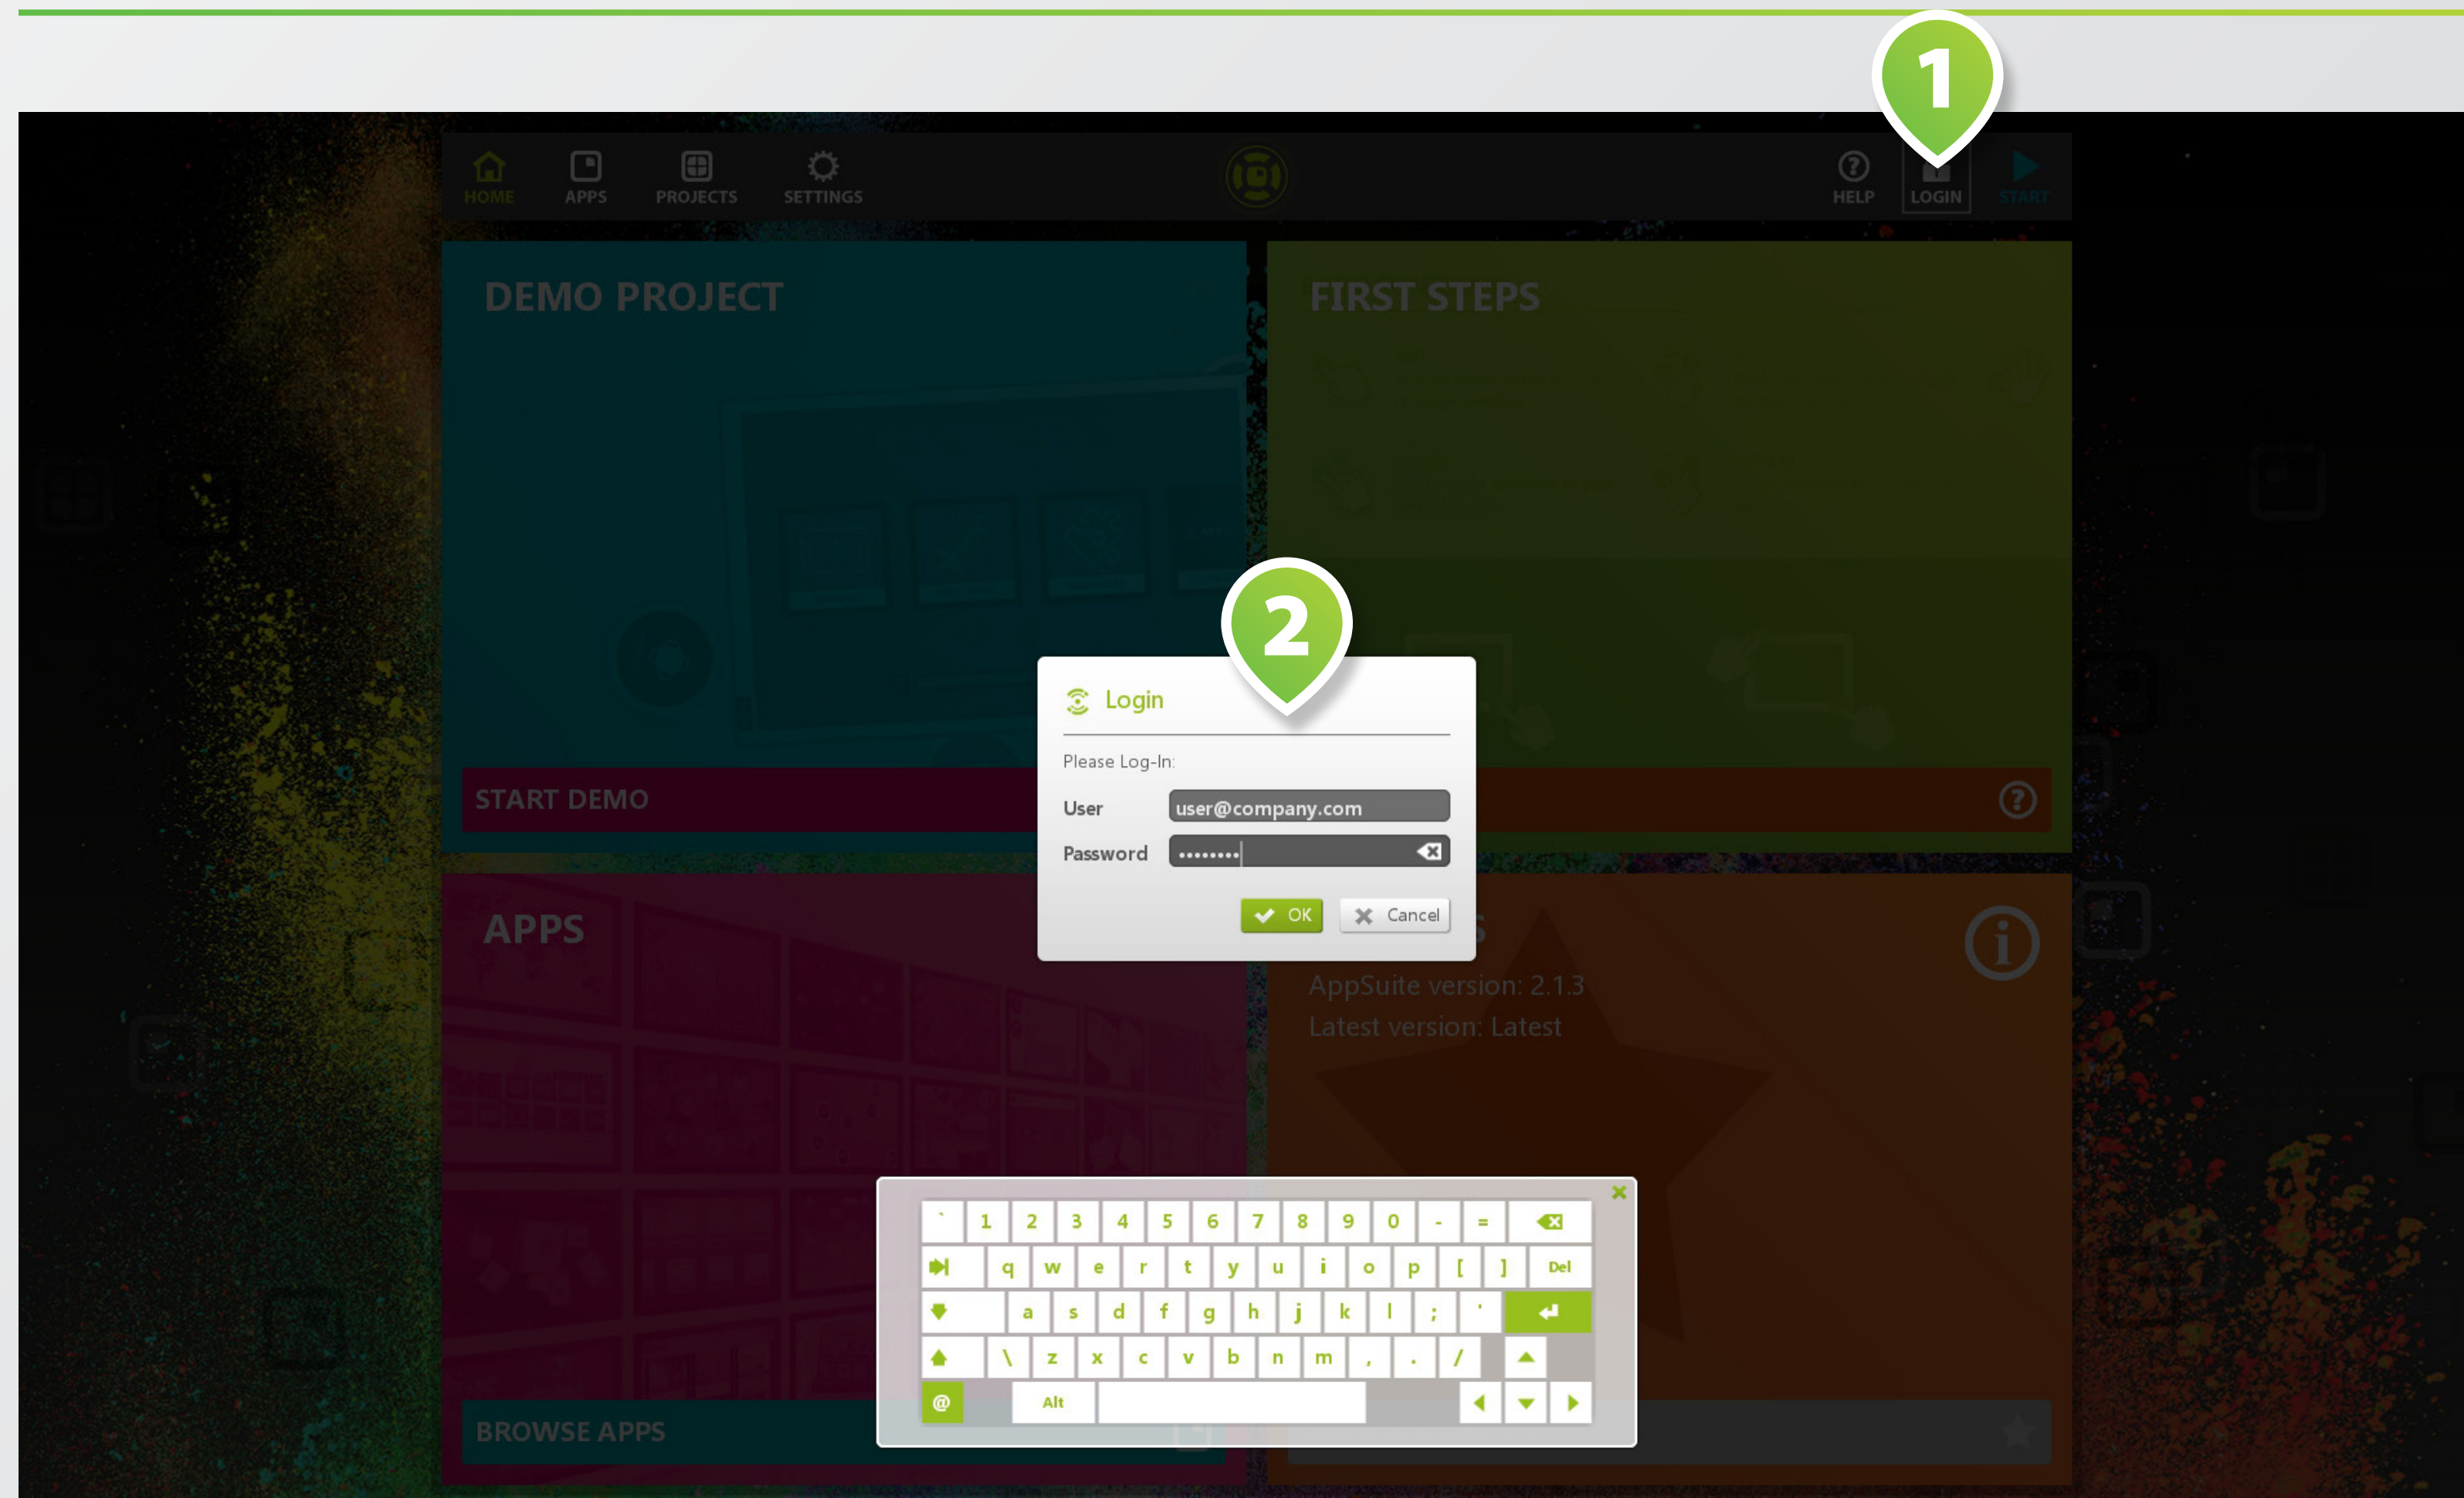 1
HOME APPS PROJECTS SETTINGS HELP LOGIN START
DEMO PROJECT
FIRST STEPS
2
Login
Please Log-In:
User user@company.com
Password ••••••••
OK Cancel
START DEMO
APPS
AppSuite version: 2.1.3
Latest version: Latest
` 1 2 3 4 5 6 7 8 9 0 - =
q w e r t y u i o p [ ] Del
a s d f g h j k l ; '
\ z x c v b n m , . /
@ Alt
BROWSE APPS